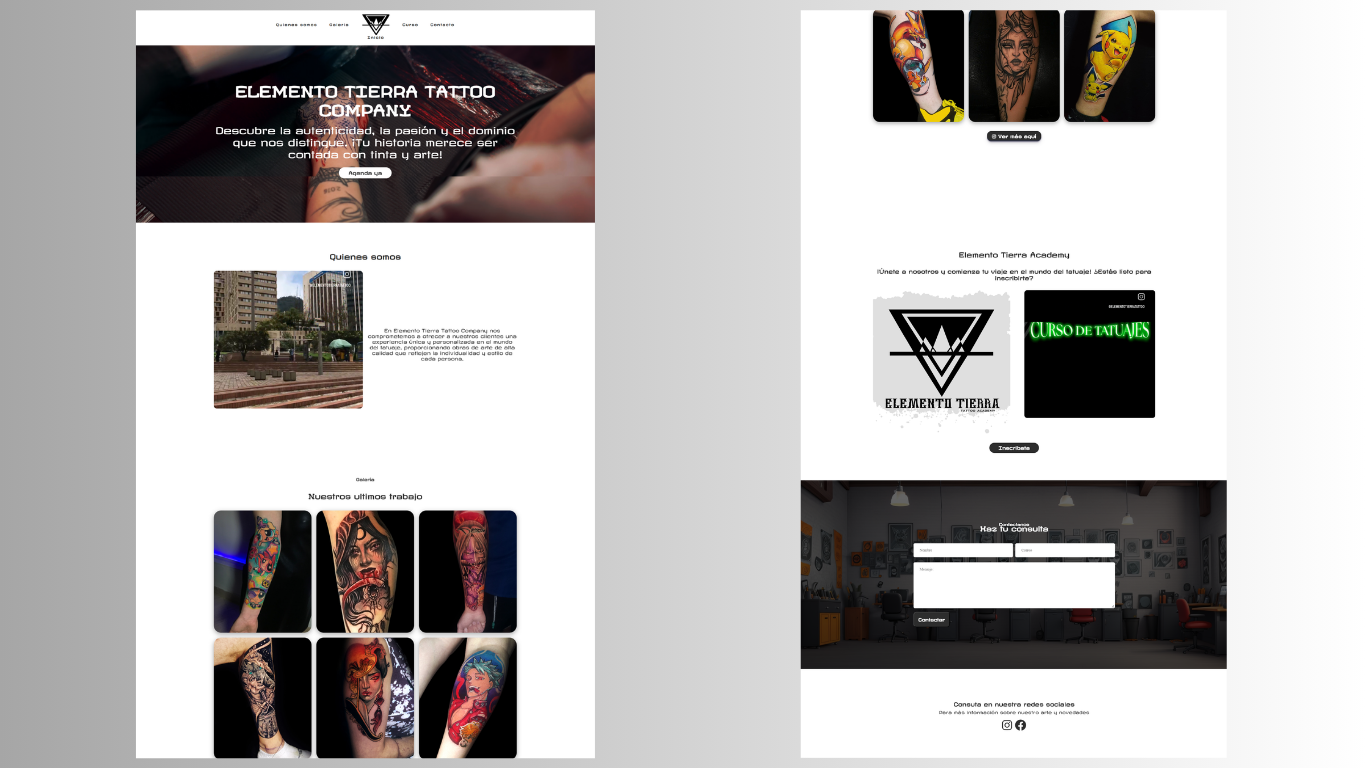 Quienes somos
Galeria
Inicio
Curso
Contacto
ELEMENTO TIERRA TATTOO
COMPANY
Descubre la autenticidad, la pasión y el dominio
que nos distingue. ¡Tu historia merece ser
contada con tinta y arte!
Agenda ya
Quienes somos
@ELEMENTOTIERRATATTOO
En Elemento Tierra Tattoo Company nos
comprometemos a ofrecer a nuestros clientes una
experiencia única y personalizada en el mundo
del tatuaje, proporcionando obras de arte de alta
calidad que reflejen la individualidad y estilo de
cada persona.
Galeria
Nuestros ultimos trabajo
Ver más aquí
Elemento Tierra Academy
¡Únete a nosotros y comienza tu viaje en el mundo del tatuaje! ¿Estás listo para
inscribirte?
ELEMENTO TIERRA
TATTOO ACADEMY
@ELEMENTOTIERRATATTOO
CURSO DE TATUAJES
Inscribete
Contactanos
Haz tu consulta
Nombre
Correo
Mensaje
Contactar
Consuta en nuestra redes sociales
Para más información sobre nuestro arte y novedades